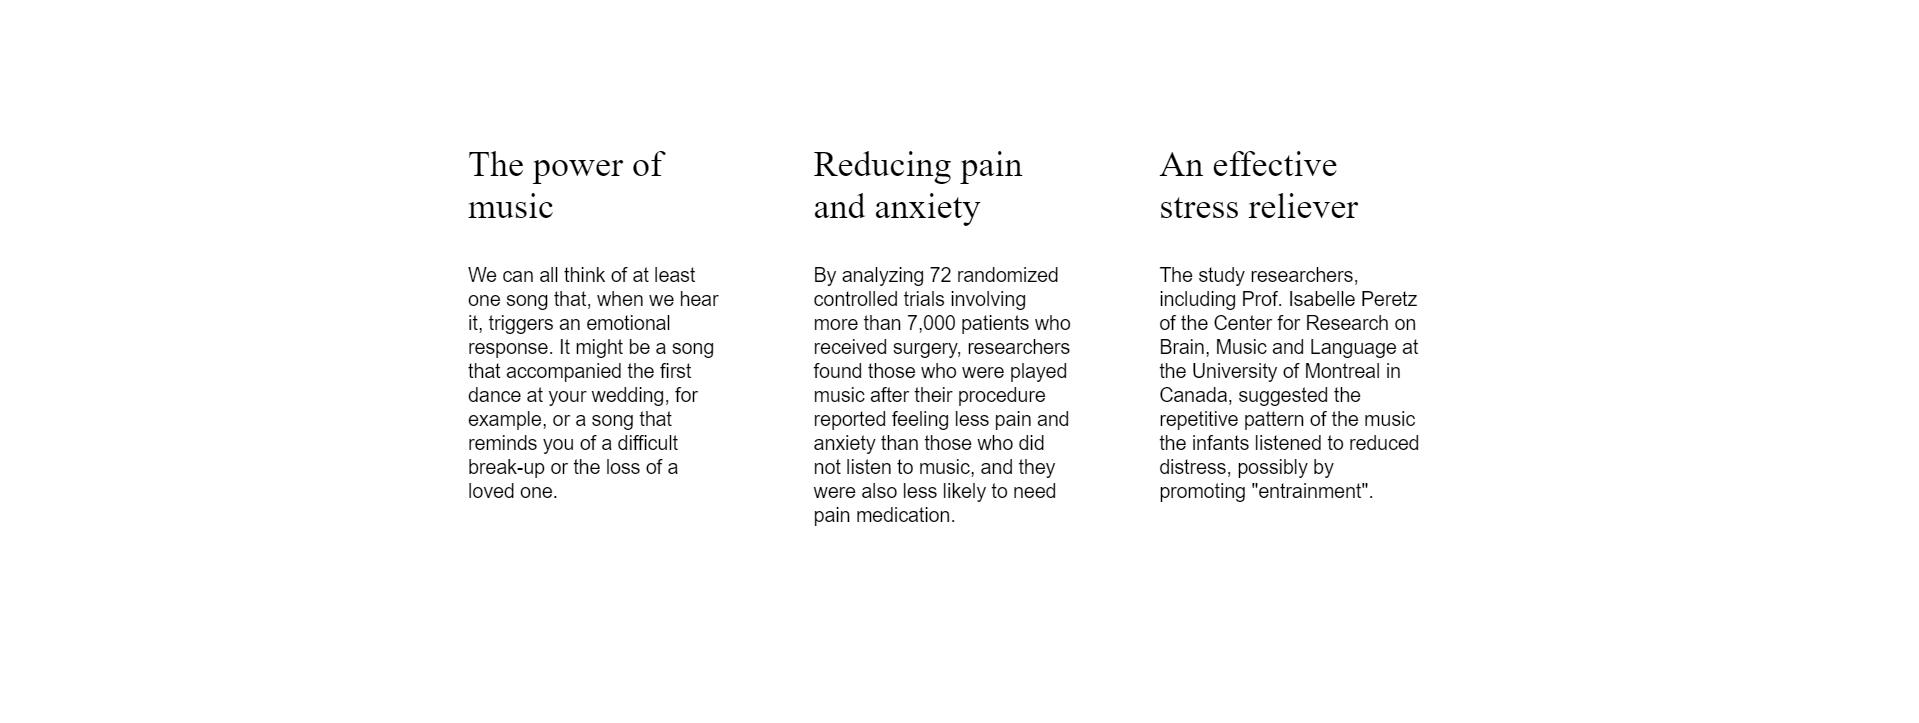 The power of
music
We can all think of at least
one song that, when we hear
it, triggers an emotional
response. It might be a song
that accompanied the first
dance at your wedding, for
example, or a song that
reminds you of a difficult
break-up or the loss of a
loved one.
Reducing pain
and anxiety
By analyzing 72 randomized
controlled trials involving
more than 7,000 patients who
received surgery, researchers
found those who were played
music after their procedure
reported feeling less pain and
anxiety than those who did
not listen to music, and they
were also less likely to need
pain medication.
An effective
stress reliever
The study researchers,
including Prof. Isabelle Peretz
of the Center for Research on
Brain, Music and Language at
the University of Montreal in
Canada, suggested the
repetitive pattern of the music
the infants listened to reduced
distress, possibly by
promoting "entrainment".